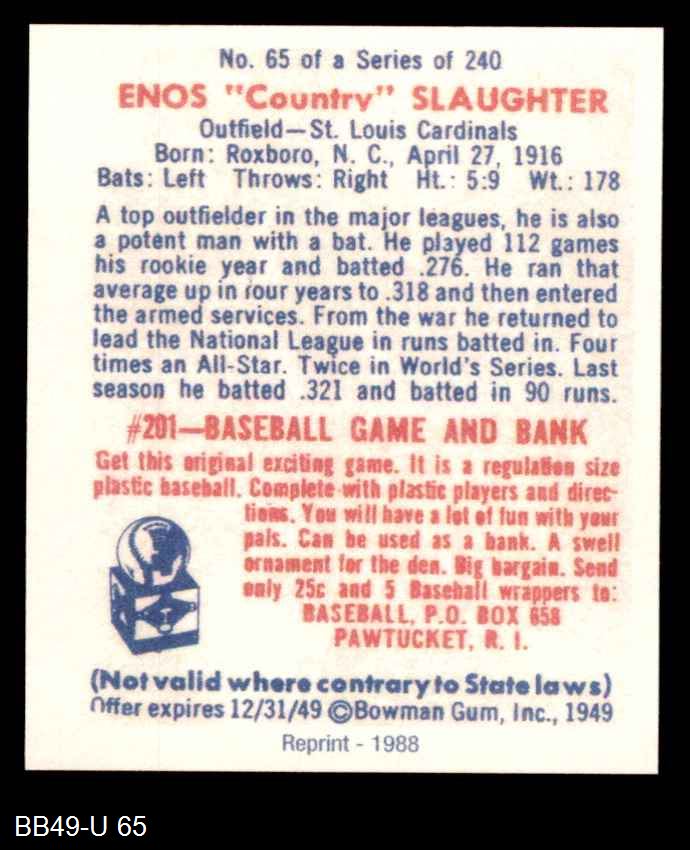 No. 65 of a Series of 240
ENOS "Country" SLAUGHTER
Outfield—St. Louis Cardinals
Born: Roxboro, N. C., April 27, 1916
Bats: Left Throws: Right Ht.: 5:9 Wt.: 178
A top outfielder in the major leagues, he is also
a potent man with a bat. He played 112 games
his rookie year and batted .276. He ran that
average up in four years to .318 and then entered
the armed services. From the war he returned to
lead the National League in runs batted in. Four
times an All-Star. Twice in World's Series. Last
season he batted .321 and batted in 90 runs.
#201—BASEBALL GAME AND BANK
Get this original exciting game. It is a regulation size
plastic baseball. Complete with plastic players and direc-
tions. You will have a lot of fun with your
pals. Can be used as a bank. A swell
ornament for the den. Big bargain. Send
only 25c and 5 Baseball wrappers to:
BASEBALL, P.O. BOX 658
PAWTUCKET, R. I.
(Not valid where contrary to State laws)
Offer expires 12/31/49 ©Bowman Gum, Inc., 1949
Reprint - 1988
BB49-U 65